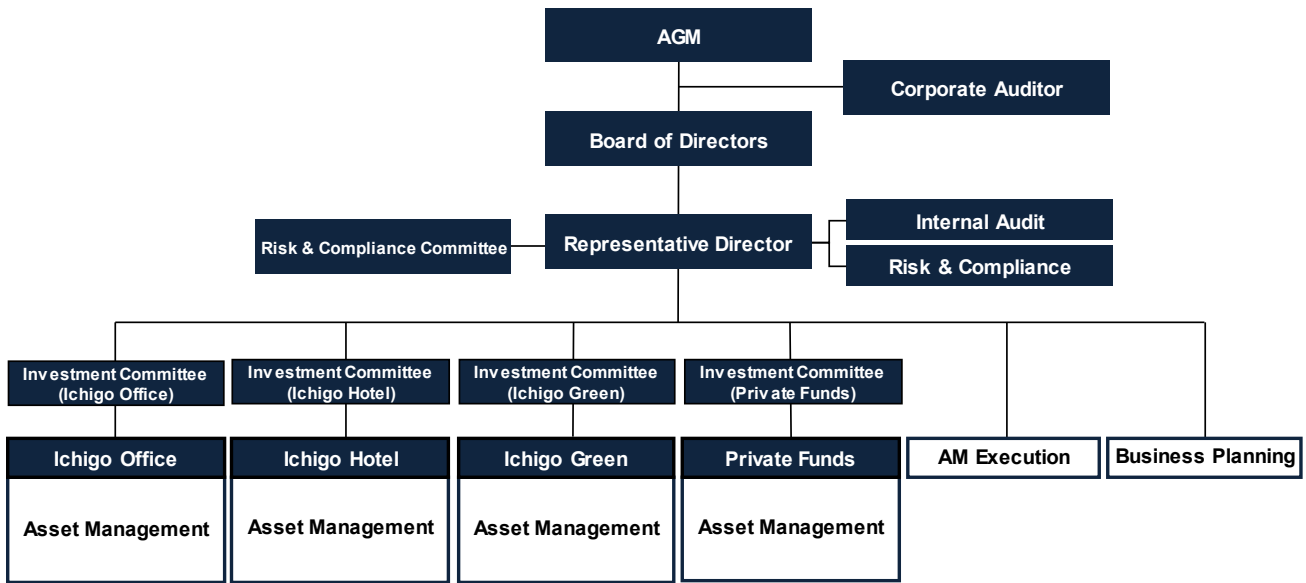 AGM
Corporate Auditor
Board of Directors
Risk & Compliance Committee
Representative Director
Internal Audit
Risk & Compliance
Investment Committee
(Ichigo Office)
Investment Committee
(Ichigo Hotel)
Investment Committee
(Ichigo Green)
Investment Committee
(Private Funds)
Ichigo Office
Ichigo Hotel
Ichigo Green
Private Funds
AM Execution
Business Planning
Asset Management
Asset Management
Asset Management
Asset Management